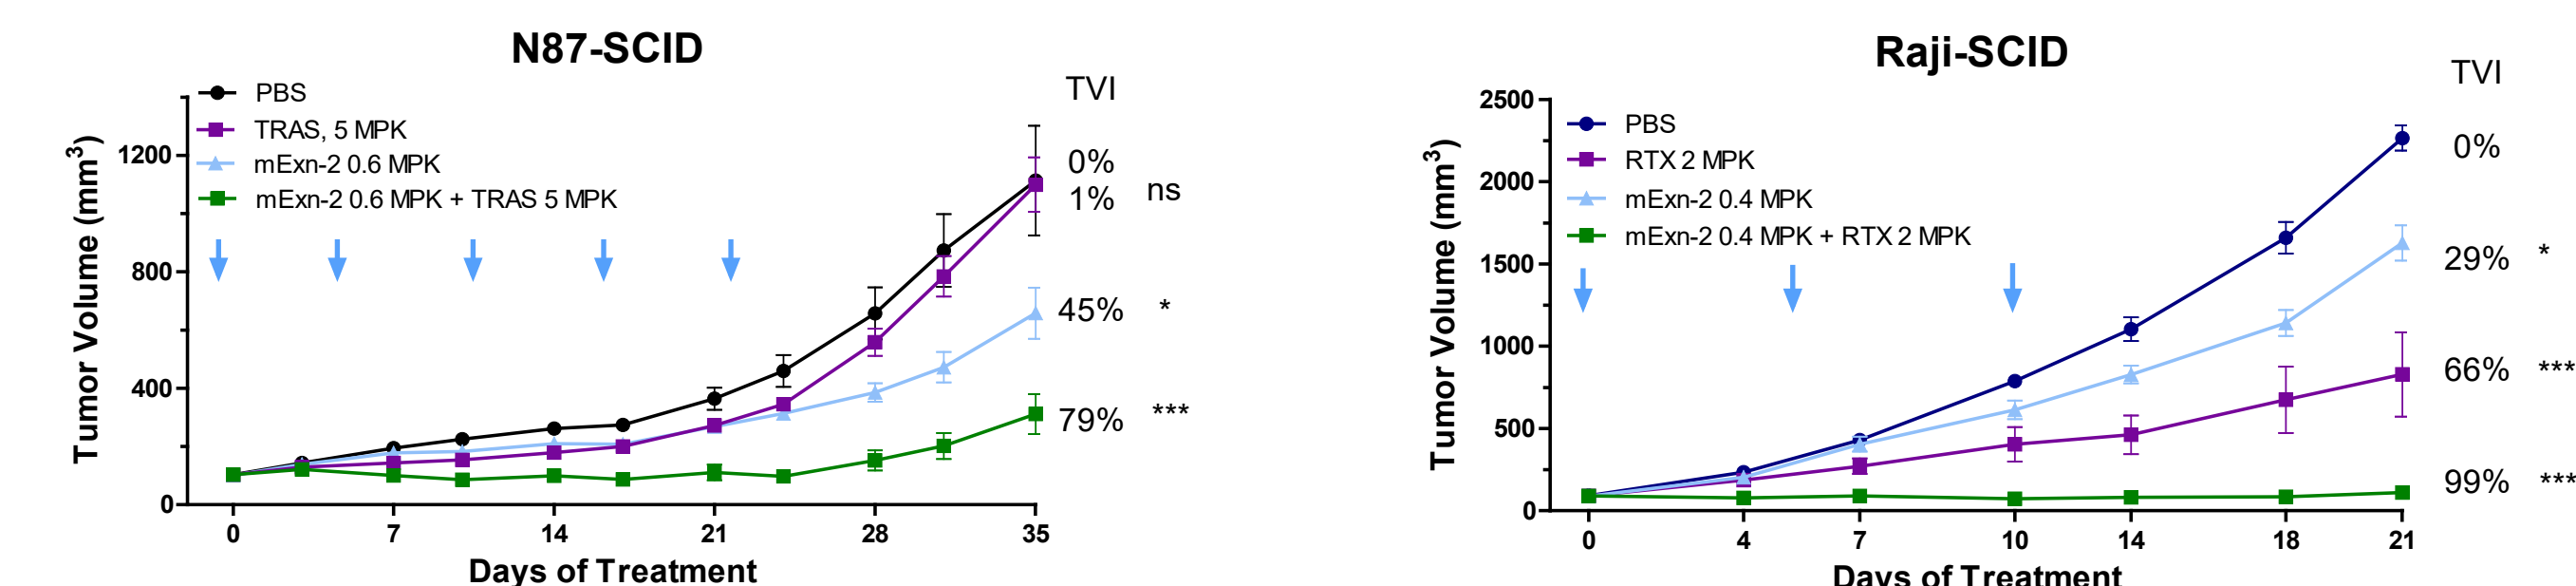 N87-SCID
TVI
PBS
TRAS, 5 MPK
mExn-2 0.6 MPK
mExn-2 0.6 MPK + TRAS 5 MPK
Tumor Volume (mm³)
1200
800
400
0
0%
1% ns
45% *
79% ***
0 7 14 21 28 35
Days of Treatment
Raji-SCID
TVI
PBS
RTX 2 MPK
mExn-2 0.4 MPK
mExn-2 0.4 MPK + RTX 2 MPK
Tumor Volume (mm³)
2500
2000
1500
1000
500
0
0%
29% *
66% ***
99% ***
0 4 7 10 14 18 21
Days of Treatment